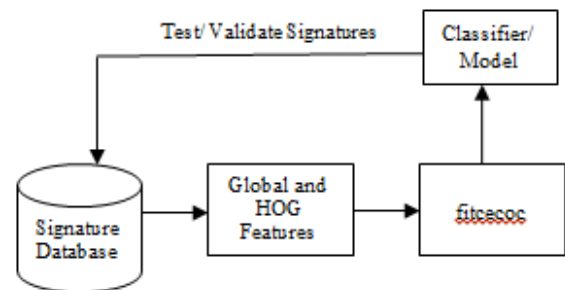 Test/ Validate Signatures
Classifier/
Model
Signature
Database
Global and
HOG
Features
fitcecoc